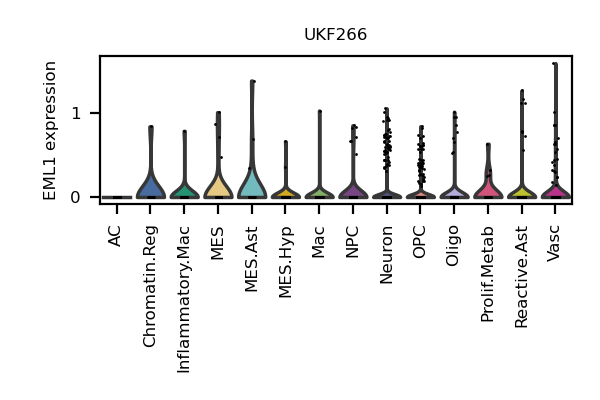 UKF266
EML1 expression
1
0
AC
Chromatin.Reg
Inflammatory.Mac
MES
MES.Ast
MES.Hyp
Mac
NPC
Neuron
OPC
Oligo
Prolif.Metab
Reactive.Ast
Vasc